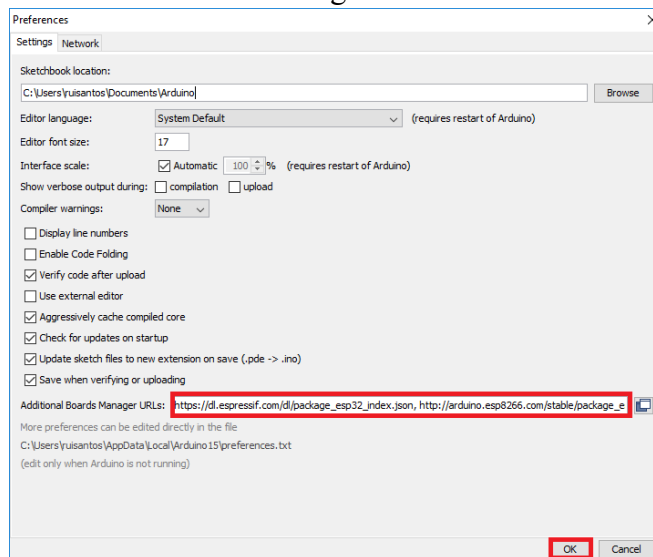 Preferences
Settings Network
Sketchbook location:
C:\Users\ruisantos\Documents\Arduino Browse
Editor language: System Default (requires restart of Arduino)
Editor font size: 17
Interface scale: Automatic 100 % (requires restart of Arduino)
Show verbose output during: compilation upload
Compiler warnings: None
Display line numbers
Enable Code Folding
Verify code after upload
Use external editor
Aggressively cache compiled core
Check for updates on startup
Update sketch files to new extension on save (.pde -> .ino)
Save when verifying or uploading
Additional Boards Manager URLs: https://dl.espressif.com/dl/package_esp32_index.json, http://arduino.esp8266.com/stable/package_e
More preferences can be edited directly in the file
C:\Users\ruisantos\AppData\Local\Arduino15\preferences.txt
(edit only when Arduino is not running)
OK Cancel